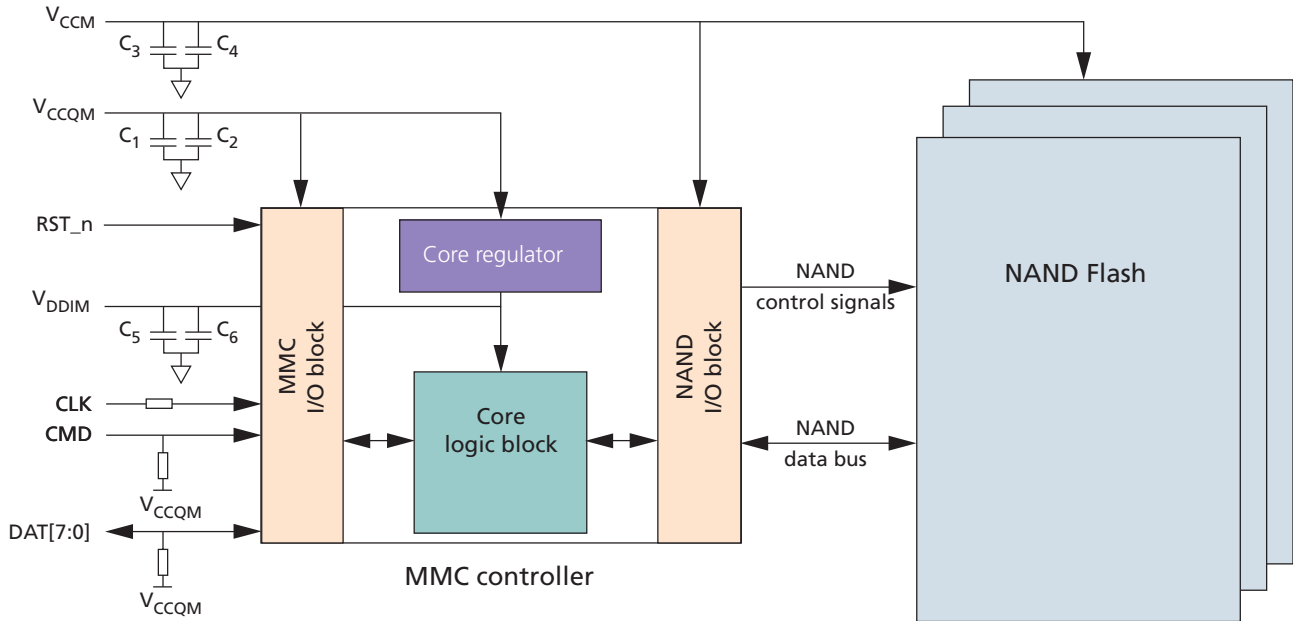 VCCM
C3 C4
VCCQM
C1 C2
RST_n
Core regulator
NAND Flash
NAND
control signals
VDDIM
C5 C6
MMC
I/O block
NAND
I/O block
CLK
CMD
Core
logic block
NAND
data bus
VCCQM
DAT[7:0]
VCCQM
MMC controller